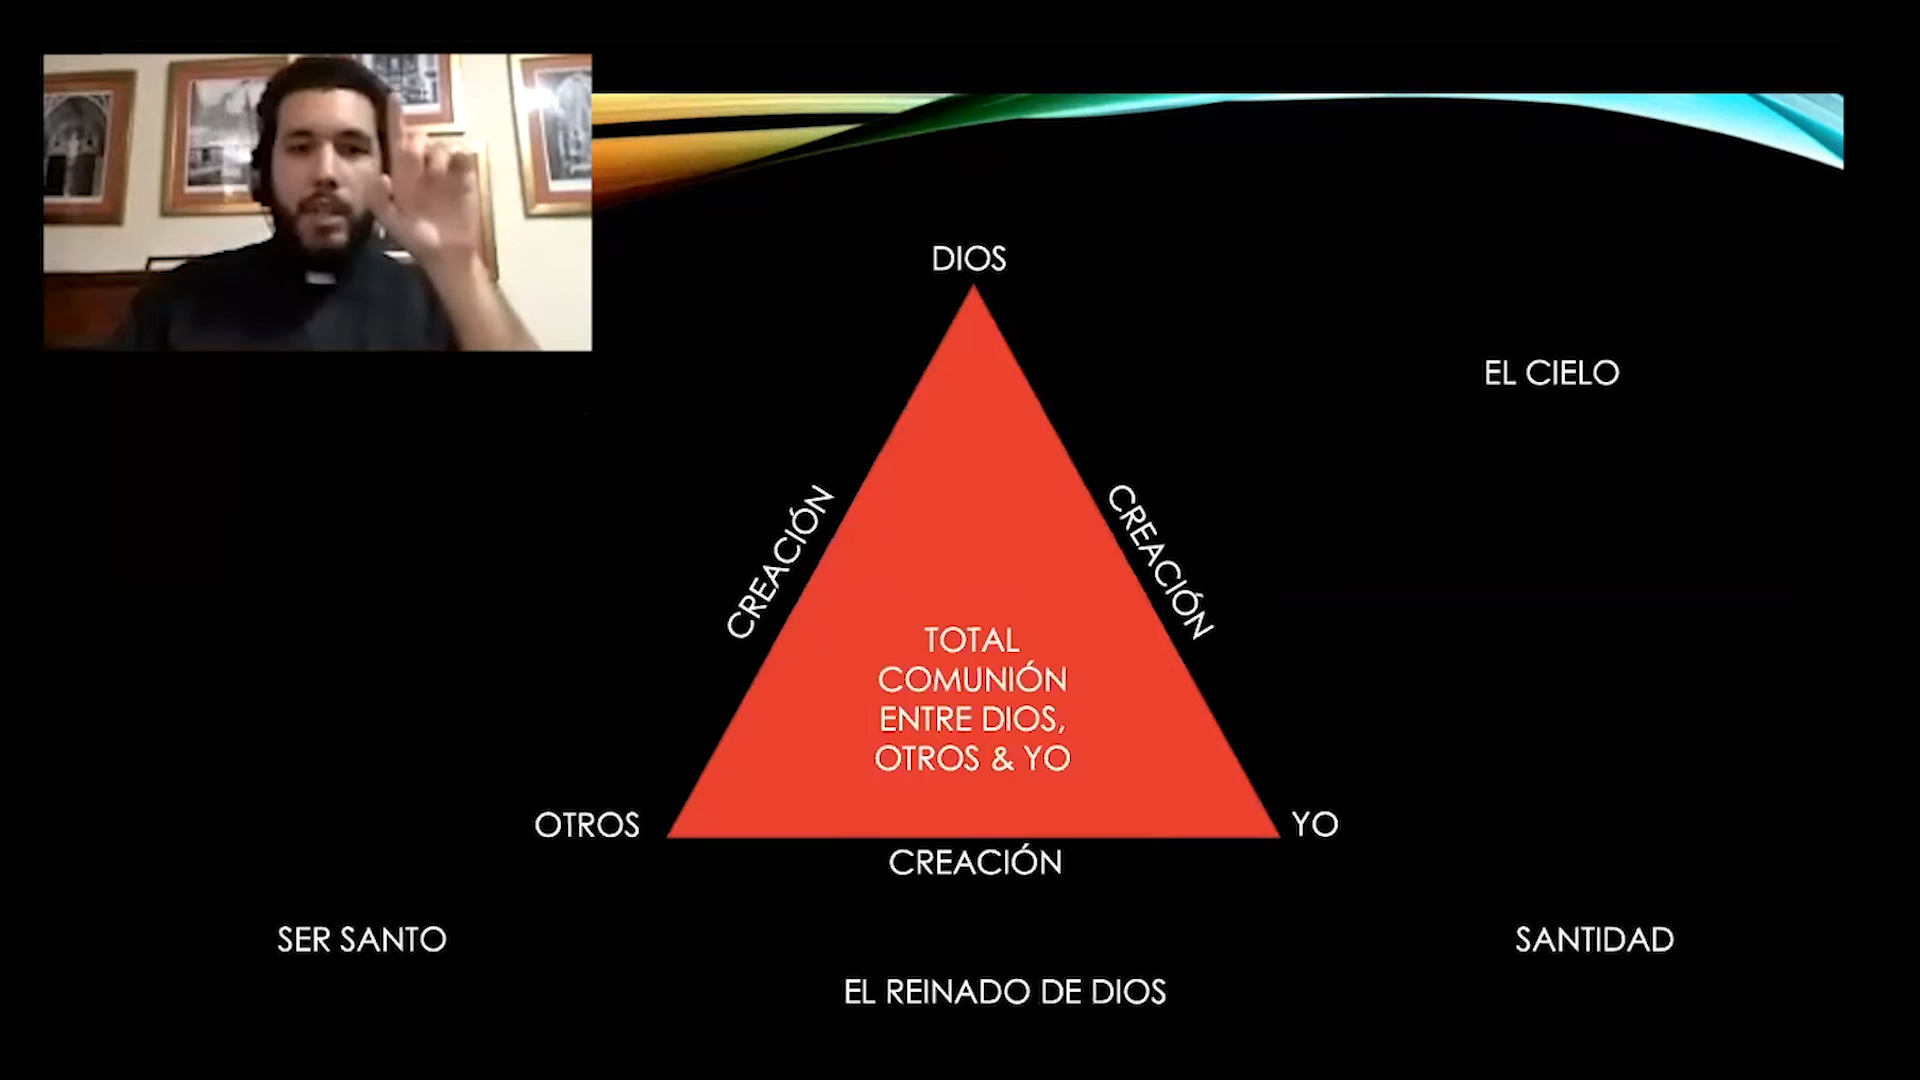 DIOS
EL CIELO
CREACIÓN
CREACIÓN
TOTAL
COMUNIÓN
ENTRE DIOS,
OTROS & YO
OTROS
YO
CREACIÓN
SER SANTO
SANTIDAD
EL REINADO DE DIOS